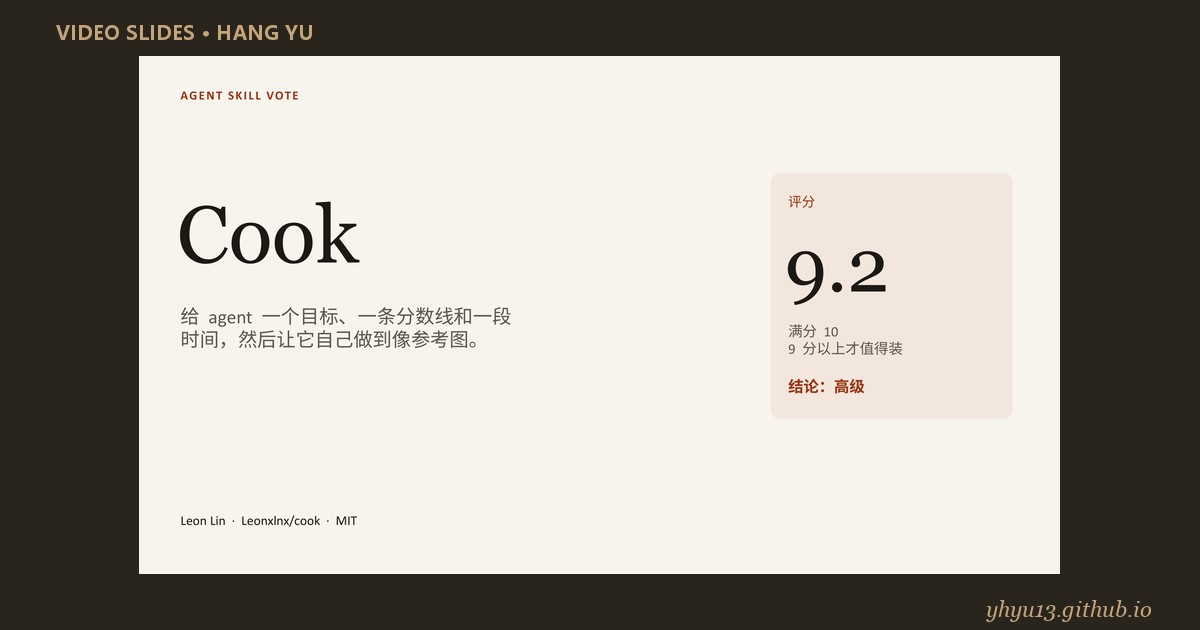 VIDEO SLIDES • HANG YU
AGENT SKILL VOTE
Cook
给 agent 一个目标、一条分数线和一段
时间，然后让它自己做到像参考图。
评分
9.2
满分 10
9 分以上才值得装
结论：高级
Leon Lin · Leonxlnx/cook · MIT
yhyu13.github.io